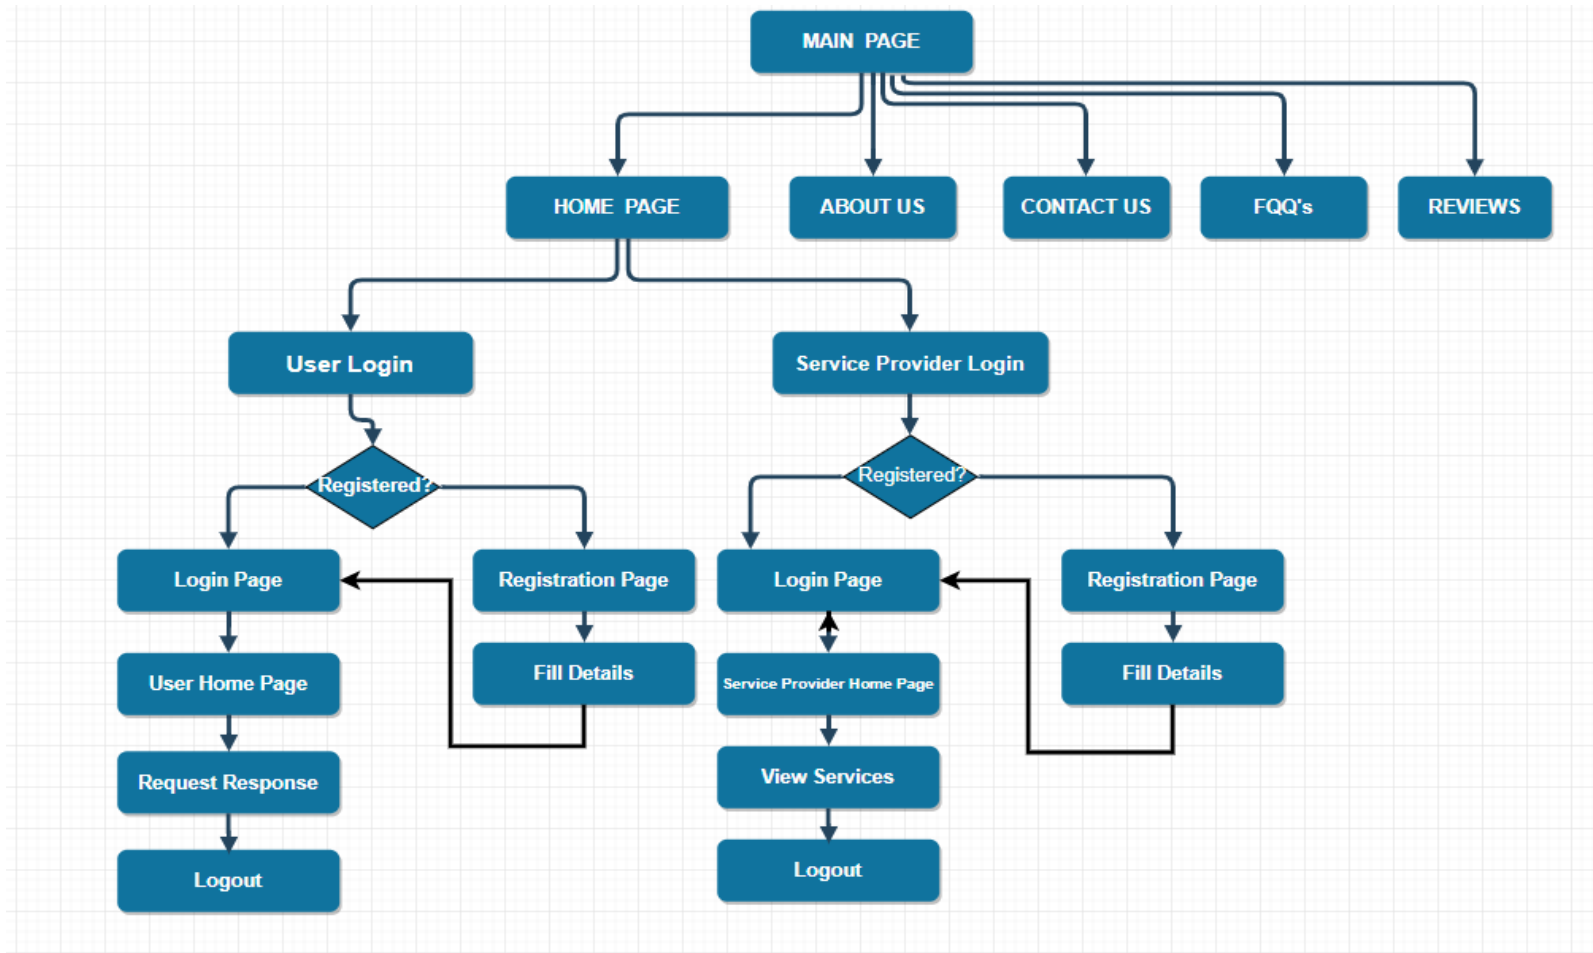 MAIN PAGE
HOME PAGE
ABOUT US
CONTACT US
FQQ's
REVIEWS
User Login
Service Provider Login
Registered?
Registered?
Login Page
Registration Page
Login Page
Registration Page
User Home Page
Fill Details
Service Provider Home Page
Fill Details
Request Response
View Services
Logout
Logout